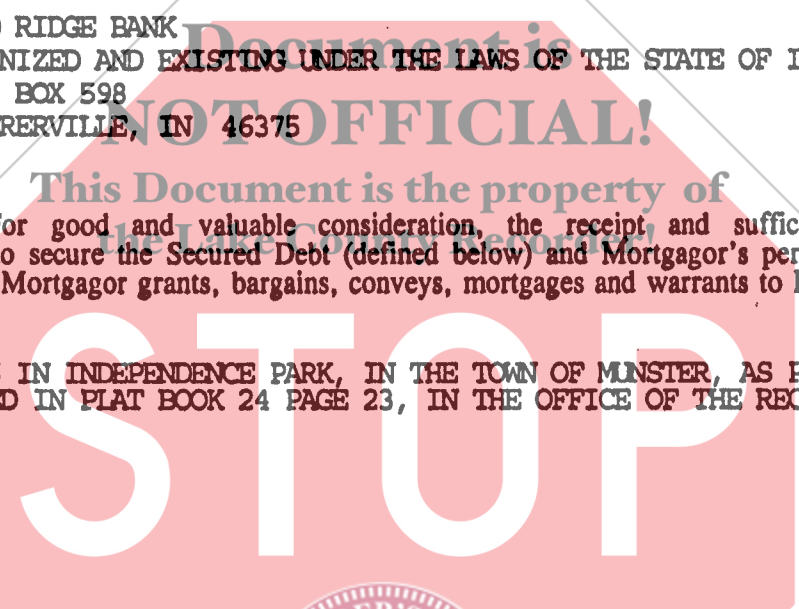 RIDGE BANK
NIZED AND EXISTING UNDER THE LAWS OF THE STATE OF I
BOX 598
RERVILLE, IN 46375
Document is
NOT OFFICIAL!
This Document is the property of
the Lake County Recorder!
or good and valuable consideration, the receipt and suffic
o secure the Secured Debt (defined below) and Mortgagor's per
Mortgagor grants, bargains, conveys, mortgages and warrants to
IN INDEPENDENCE PARK, IN THE TOWN OF MUNSTER, AS P
D IN PLAT BOOK 24 PAGE 23, IN THE OFFICE OF THE REC
STOP